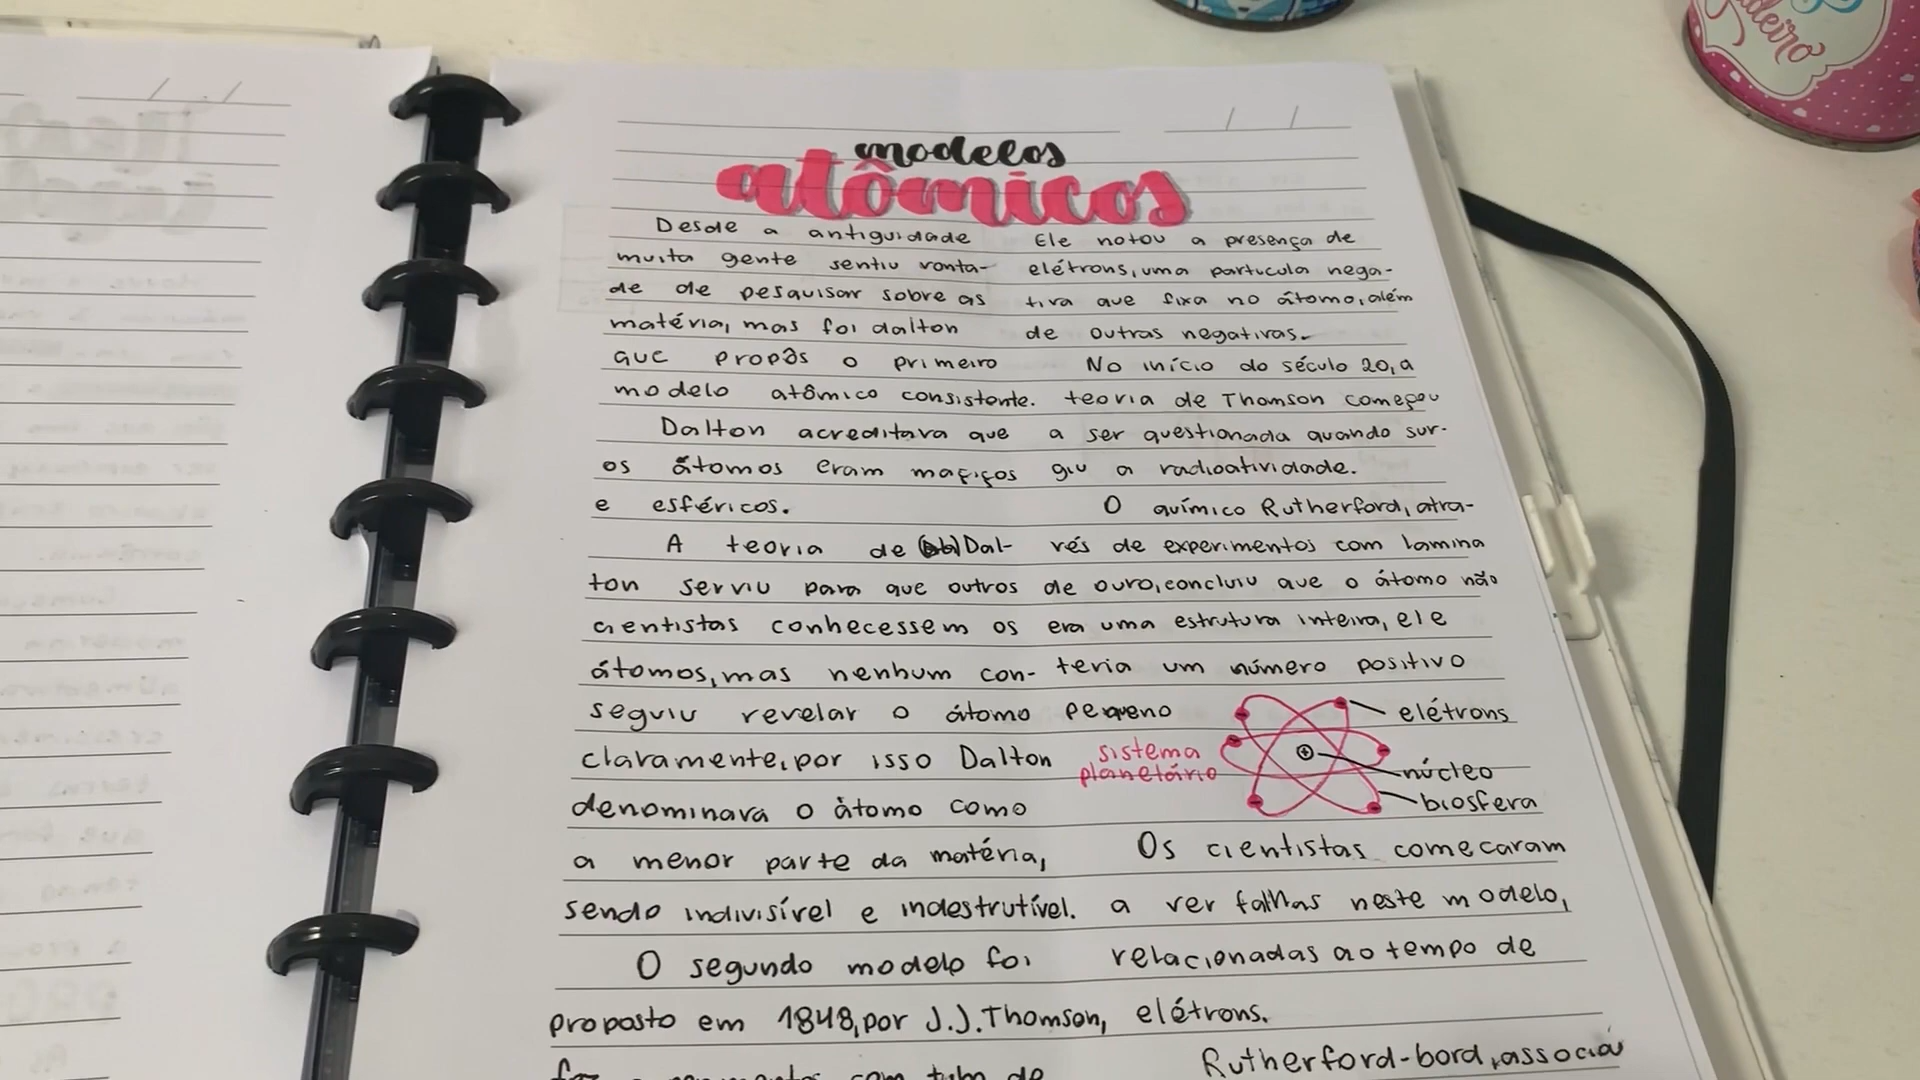 modelos
atômicos
Desde a antiguidade
muita gente sentiu vonta-
de de pesquisar sobre as
matéria, mas foi dalton
que propôs o primeiro
modelo atômico consistente.
Dalton acreditava que
os átomos eram maçiços
e esféricos.
A teoria de Dal-
ton serviu para que outros
cientistas conhecessem os
átomos, mas nenhum con-
seguiu revelar o átomo
claramente, por isso Dalton
denominava o átomo como
a menor parte da matéria,
sendo indivisível e indestrutível.
O segundo modelo foi
proposto em 1848, por J.J. Thomson,
com
Ele notou a presença de
elétrons, uma partícula nega-
tiva que fixa no átomo, além
de outras negativas.
No início do século 20, a
teoria de Thomson começou
a ser questionada quando sur-
giu a radioatividade.
O químico Rutherford, atra-
vés de experimentos com lamina
de ouro, concluiu que o átomo não
era uma estrutura inteira, ele
teria um número positivo
pequeno
sistema
planetário
elétrons
núcleo
biosfera
Os cientistas comecaram
a ver falhas neste modelo,
relacionadas ao tempo de
elétrons.
Rutherford-bord, associou